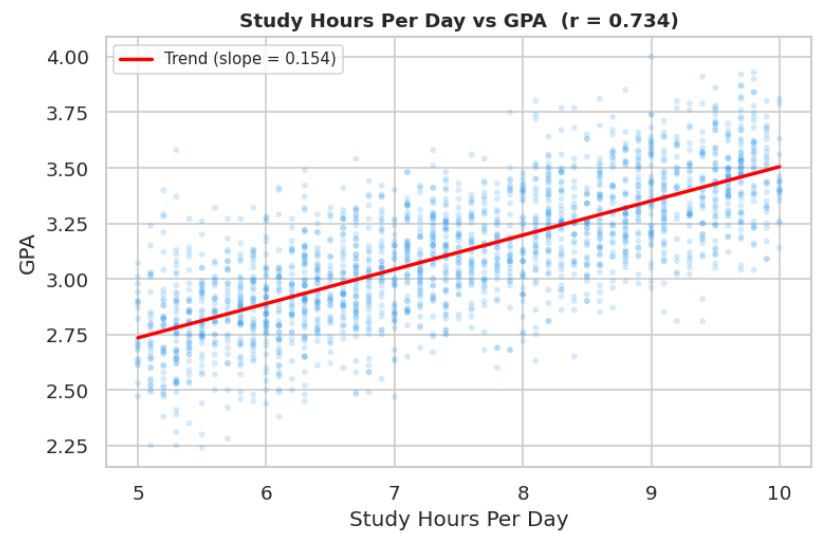 Study Hours Per Day vs GPA (r = 0.734)
Trend (slope = 0.154)
4.00
3.75
3.50
3.25
3.00
2.75
2.50
2.25
GPA
5 6 7 8 9 10
Study Hours Per Day